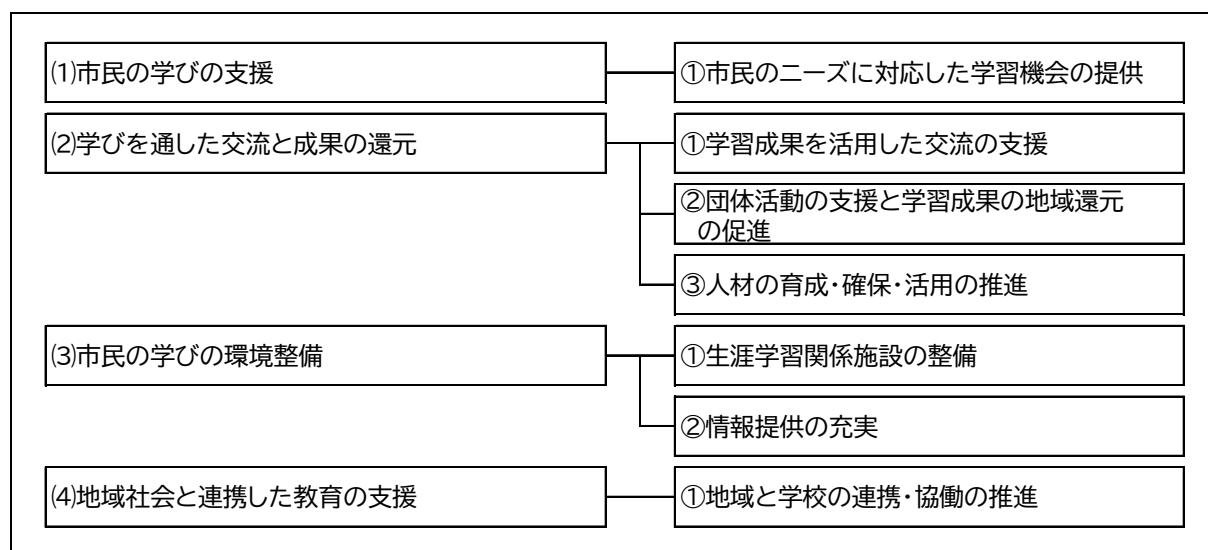 ⑴市民の学びの支援
①市民のニーズに対応した学習機会の提供
⑵学びを通した交流と成果の還元
①学習成果を活用した交流の支援
②団体活動の支援と学習成果の地域還元
の促進
③人材の育成・確保・活用の推進
⑶市民の学びの環境整備
①生涯学習関係施設の整備
②情報提供の充実
⑷地域社会と連携した教育の支援
①地域と学校の連携・協働の推進